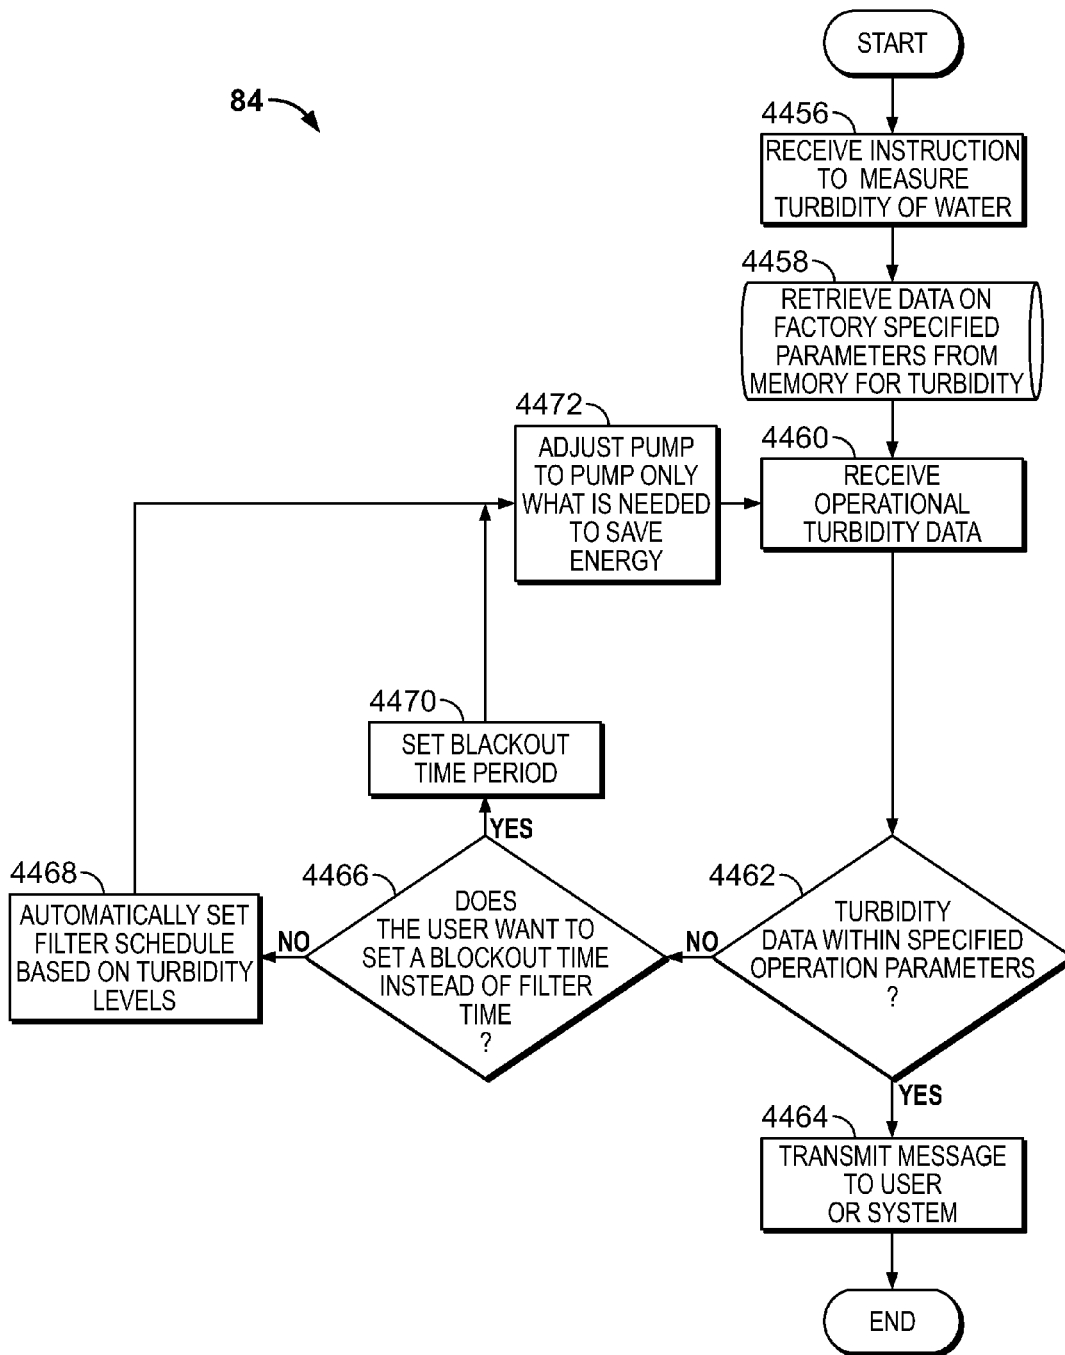 START
84
4456
RECEIVE INSTRUCTION
TO MEASURE
TURBIDITY OF WATER
4458
RETRIEVE DATA ON
FACTORY SPECIFIED
PARAMETERS FROM
MEMORY FOR TURBIDITY
4472
ADJUST PUMP
TO PUMP ONLY
WHAT IS NEEDED
TO SAVE
ENERGY
4460
RECEIVE
OPERATIONAL
TURBIDITY DATA
4470
SET BLACKOUT
TIME PERIOD
YES
4468
AUTOMATICALLY SET
FILTER SCHEDULE
BASED ON TURBIDITY
LEVELS
NO
4466
DOES
THE USER WANT TO
SET A BLOCKOUT TIME
INSTEAD OF FILTER
TIME
?
NO
4462
TURBIDITY
DATA WITHIN SPECIFIED
OPERATION PARAMETERS
?
YES
4464
TRANSMIT MESSAGE
TO USER
OR SYSTEM
END